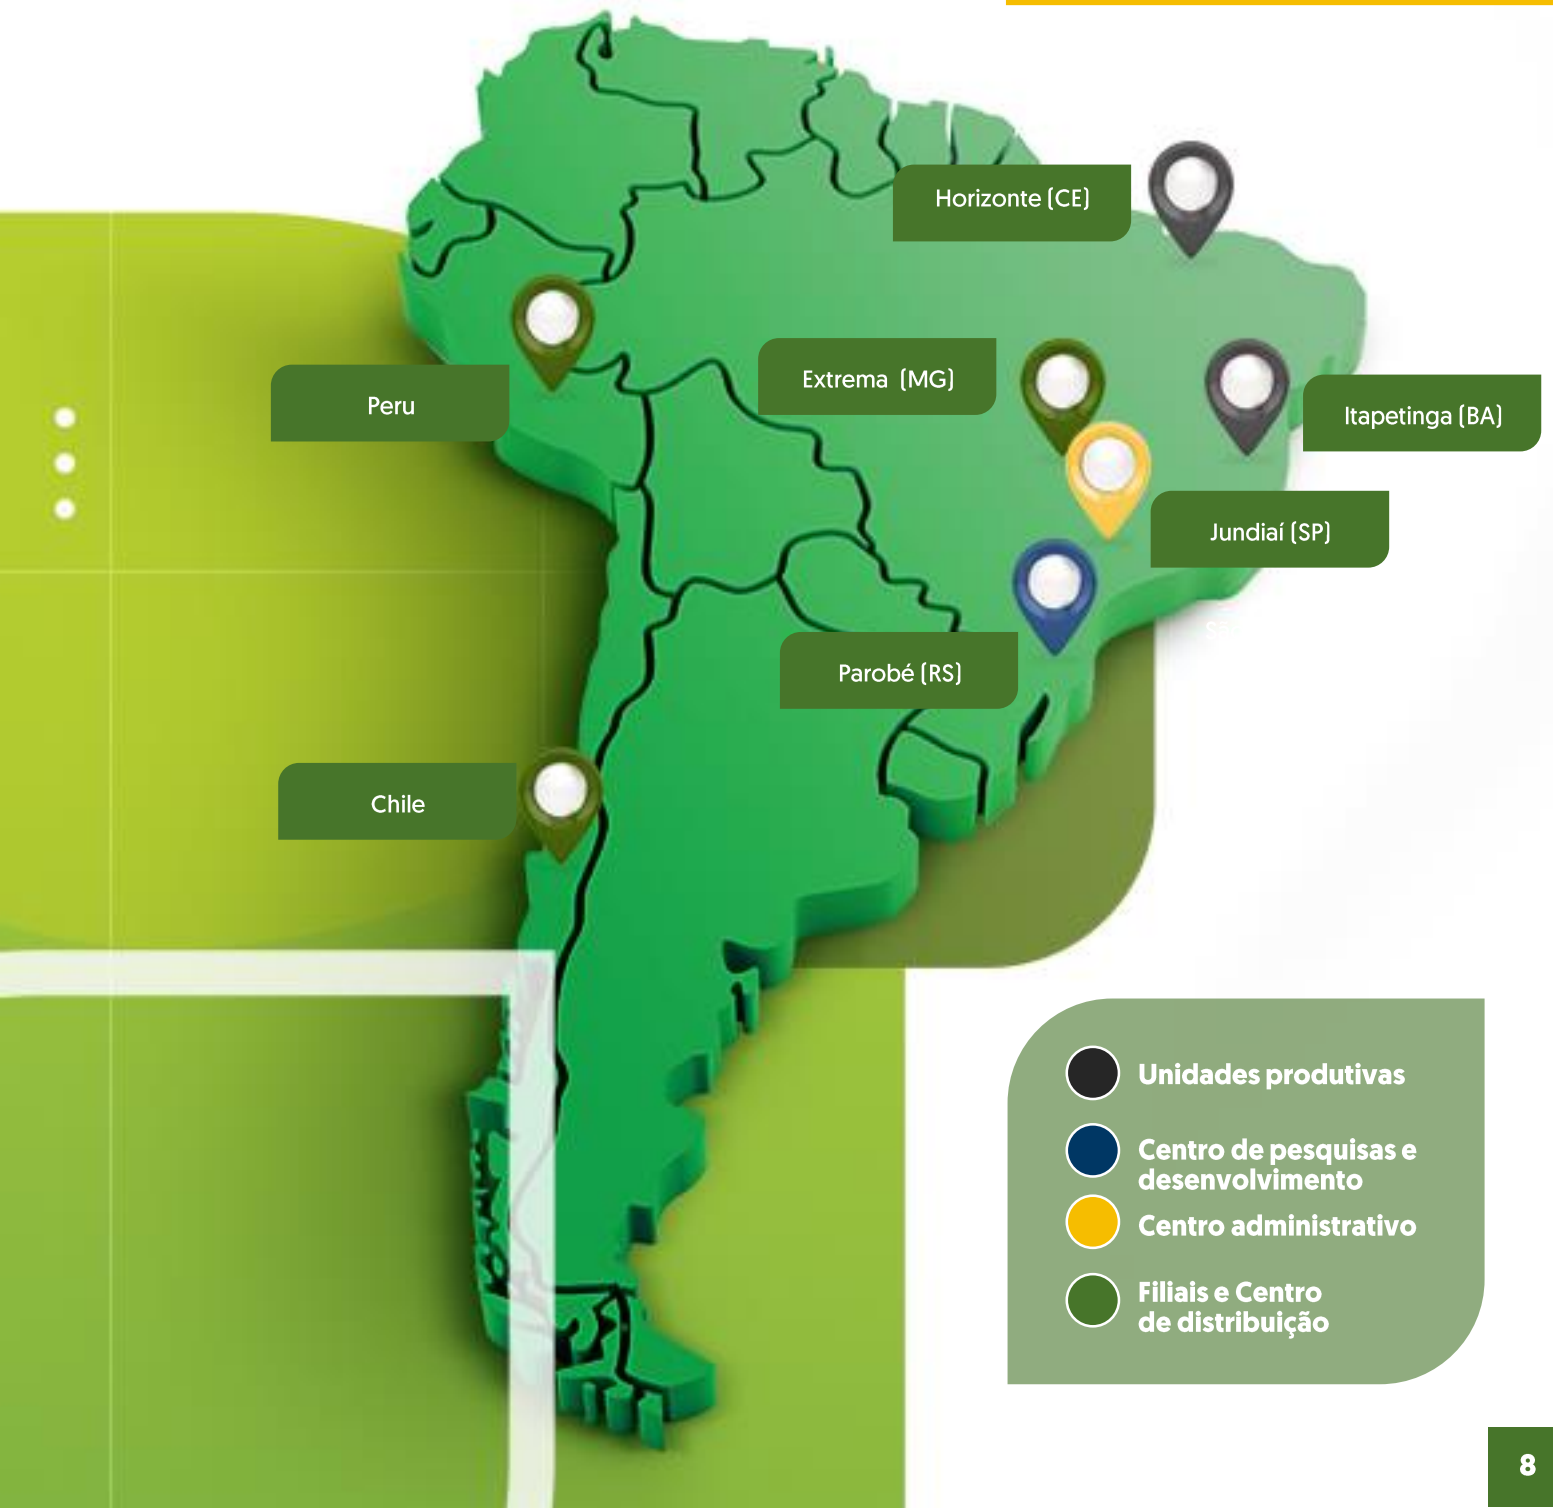 Horizonte (CE)
Extrema (MG)
Peru
Itapetinga (BA)
Jundiaí (SP)
Parobé (RS)
Chile
Unidades produtivas
Centro de pesquisas e
desenvolvimento
Centro administrativo
Filiais e Centro
de distribuição
8